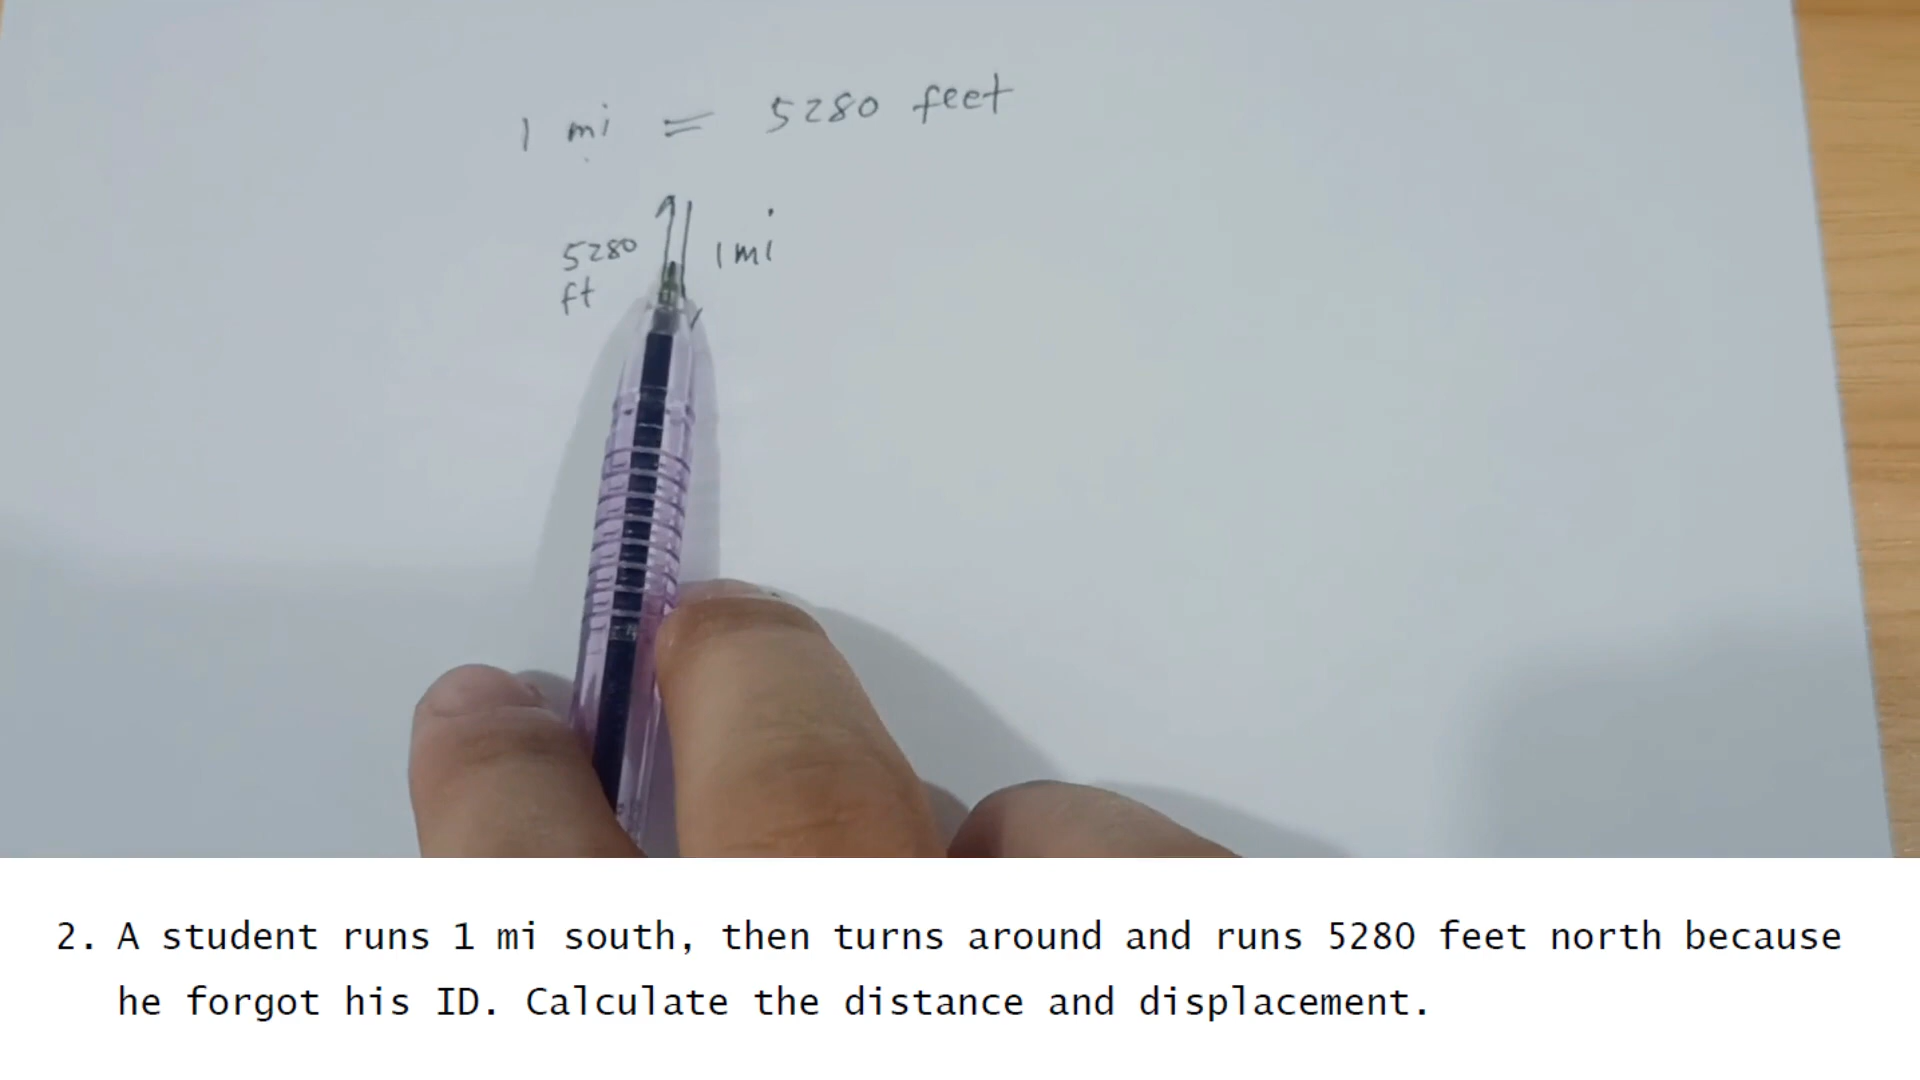 1 mi = 5280 feet
5280 1 mi
ft
2. A student runs 1 mi south, then turns around and runs 5280 feet north because
he forgot his ID. Calculate the distance and displacement.